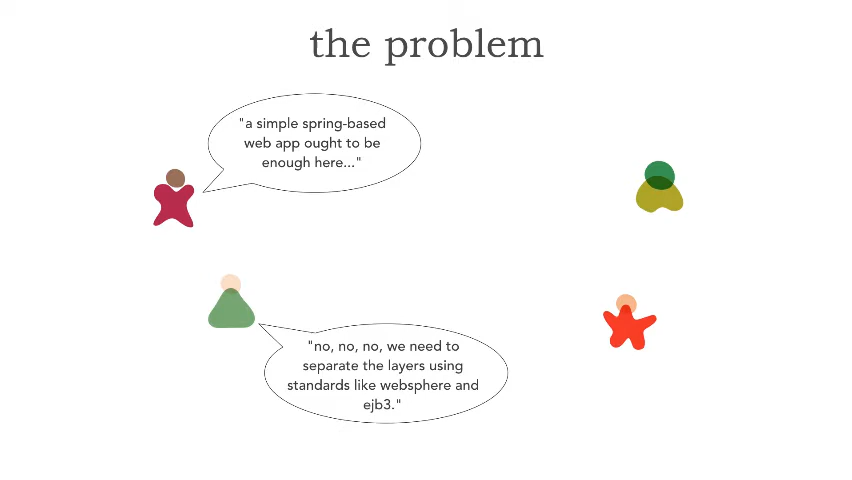 the problem
"a simple spring-based
web app ought to be
enough here..."
"no, no, no, we need to
separate the layers using
standards like websphere and
ejb3."